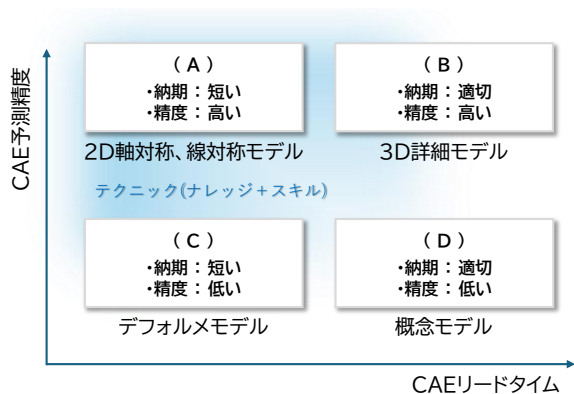 CAE予測精度
（A）
・納期：短い
・精度：高い
2D軸対称、線対称モデル
（B）
・納期：適切
・精度：高い
3D詳細モデル
テクニック(ナレッジ＋スキル)
（C）
・納期：短い
・精度：低い
デフォルメモデル
（D）
・納期：適切
・精度：低い
概念モデル
CAEリードタイム